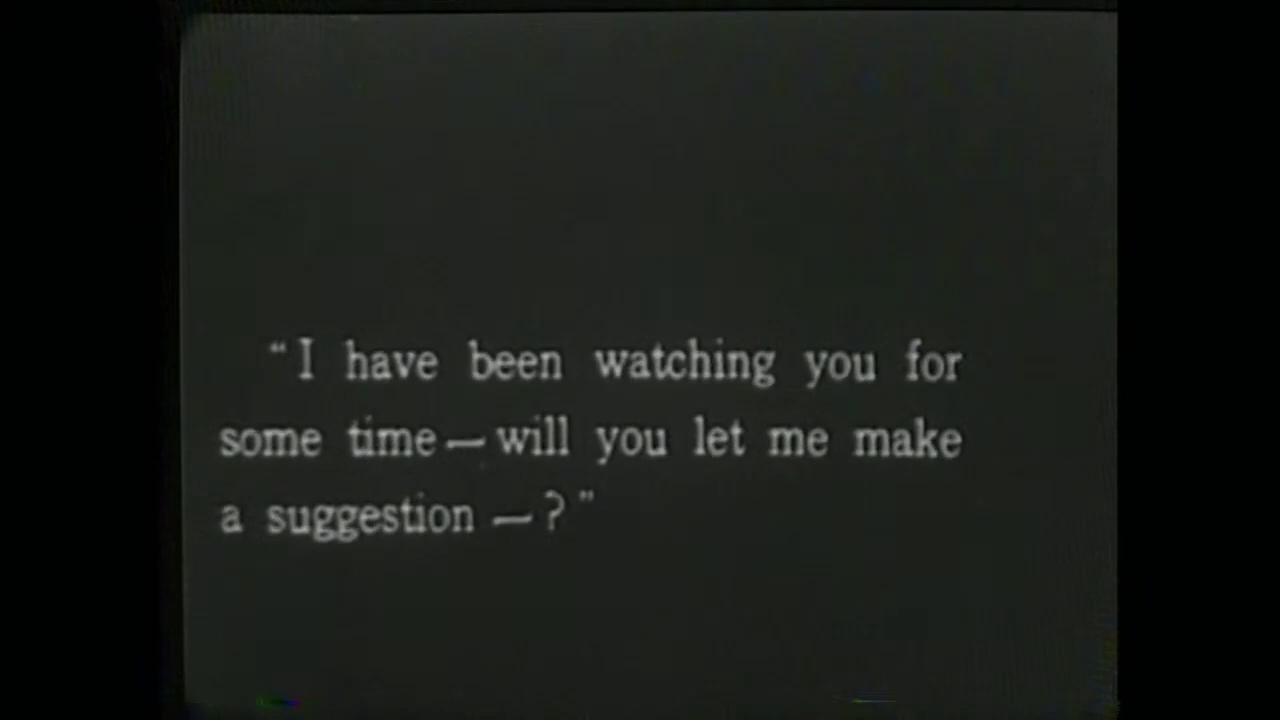 “I have been watching you for
some time — will you let me make
a suggestion — ?”